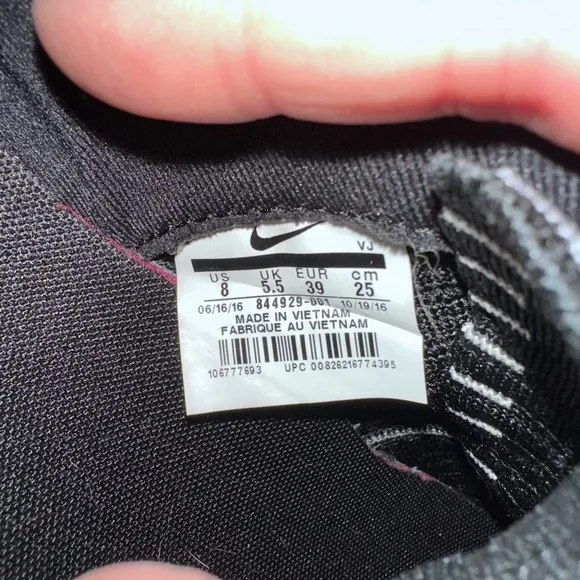 VJ
US UK EUR cm
8 5.5 39 25
06/16/16 844929-001 10/19/16
MADE IN VIETNAM
FABRIQUE AU VIETNAM
106777693 UPC 00826216774395